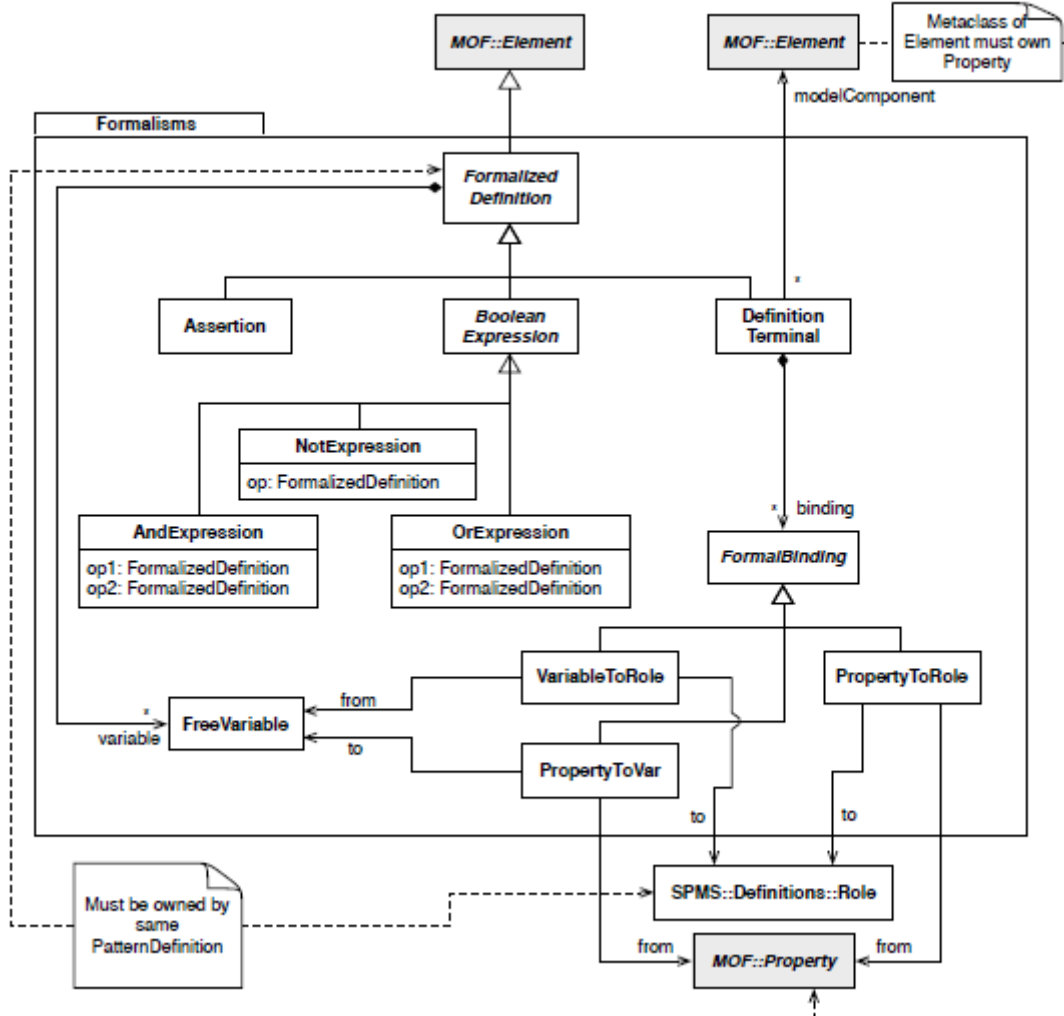 MOF::Element
MOF::Element
Metaclass of
Element must own
Property
modelComponent
Formalisms
Formalized
Definition
*
Assertion
Boolean
Expression
Definition
Terminal
NotExpression
op: FormalizedDefinition
* binding
AndExpression
op1: FormalizedDefinition
op2: FormalizedDefinition
OrExpression
op1: FormalizedDefinition
op2: FormalizedDefinition
FormalBinding
VariableToRole
PropertyToRole
from
*
variable
FreeVariable
to
PropertyToVar
to
to
Must be owned by
same
PatternDefinition
SPMS::Definitions::Role
from
MOF::Property
from